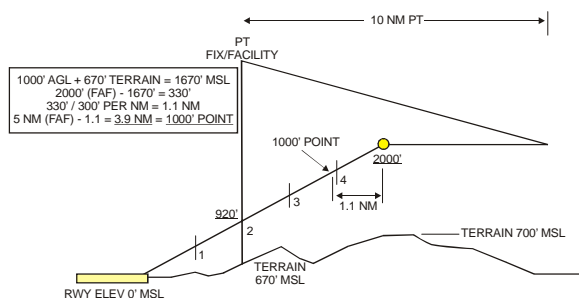 10 NM PT
PT
FIX/FACILITY
1000' AGL + 670' TERRAIN = 1670' MSL
2000' (FAF) - 1670' = 330'
330' / 300' PER NM = 1.1 NM
5 NM (FAF) - 1.1 = 3.9 NM = 1000' POINT
1000' POINT
2000'
4
3
1.1 NM
920'
2
1
TERRAIN 700' MSL
TERRAIN
670' MSL
RWY ELEV 0' MSL